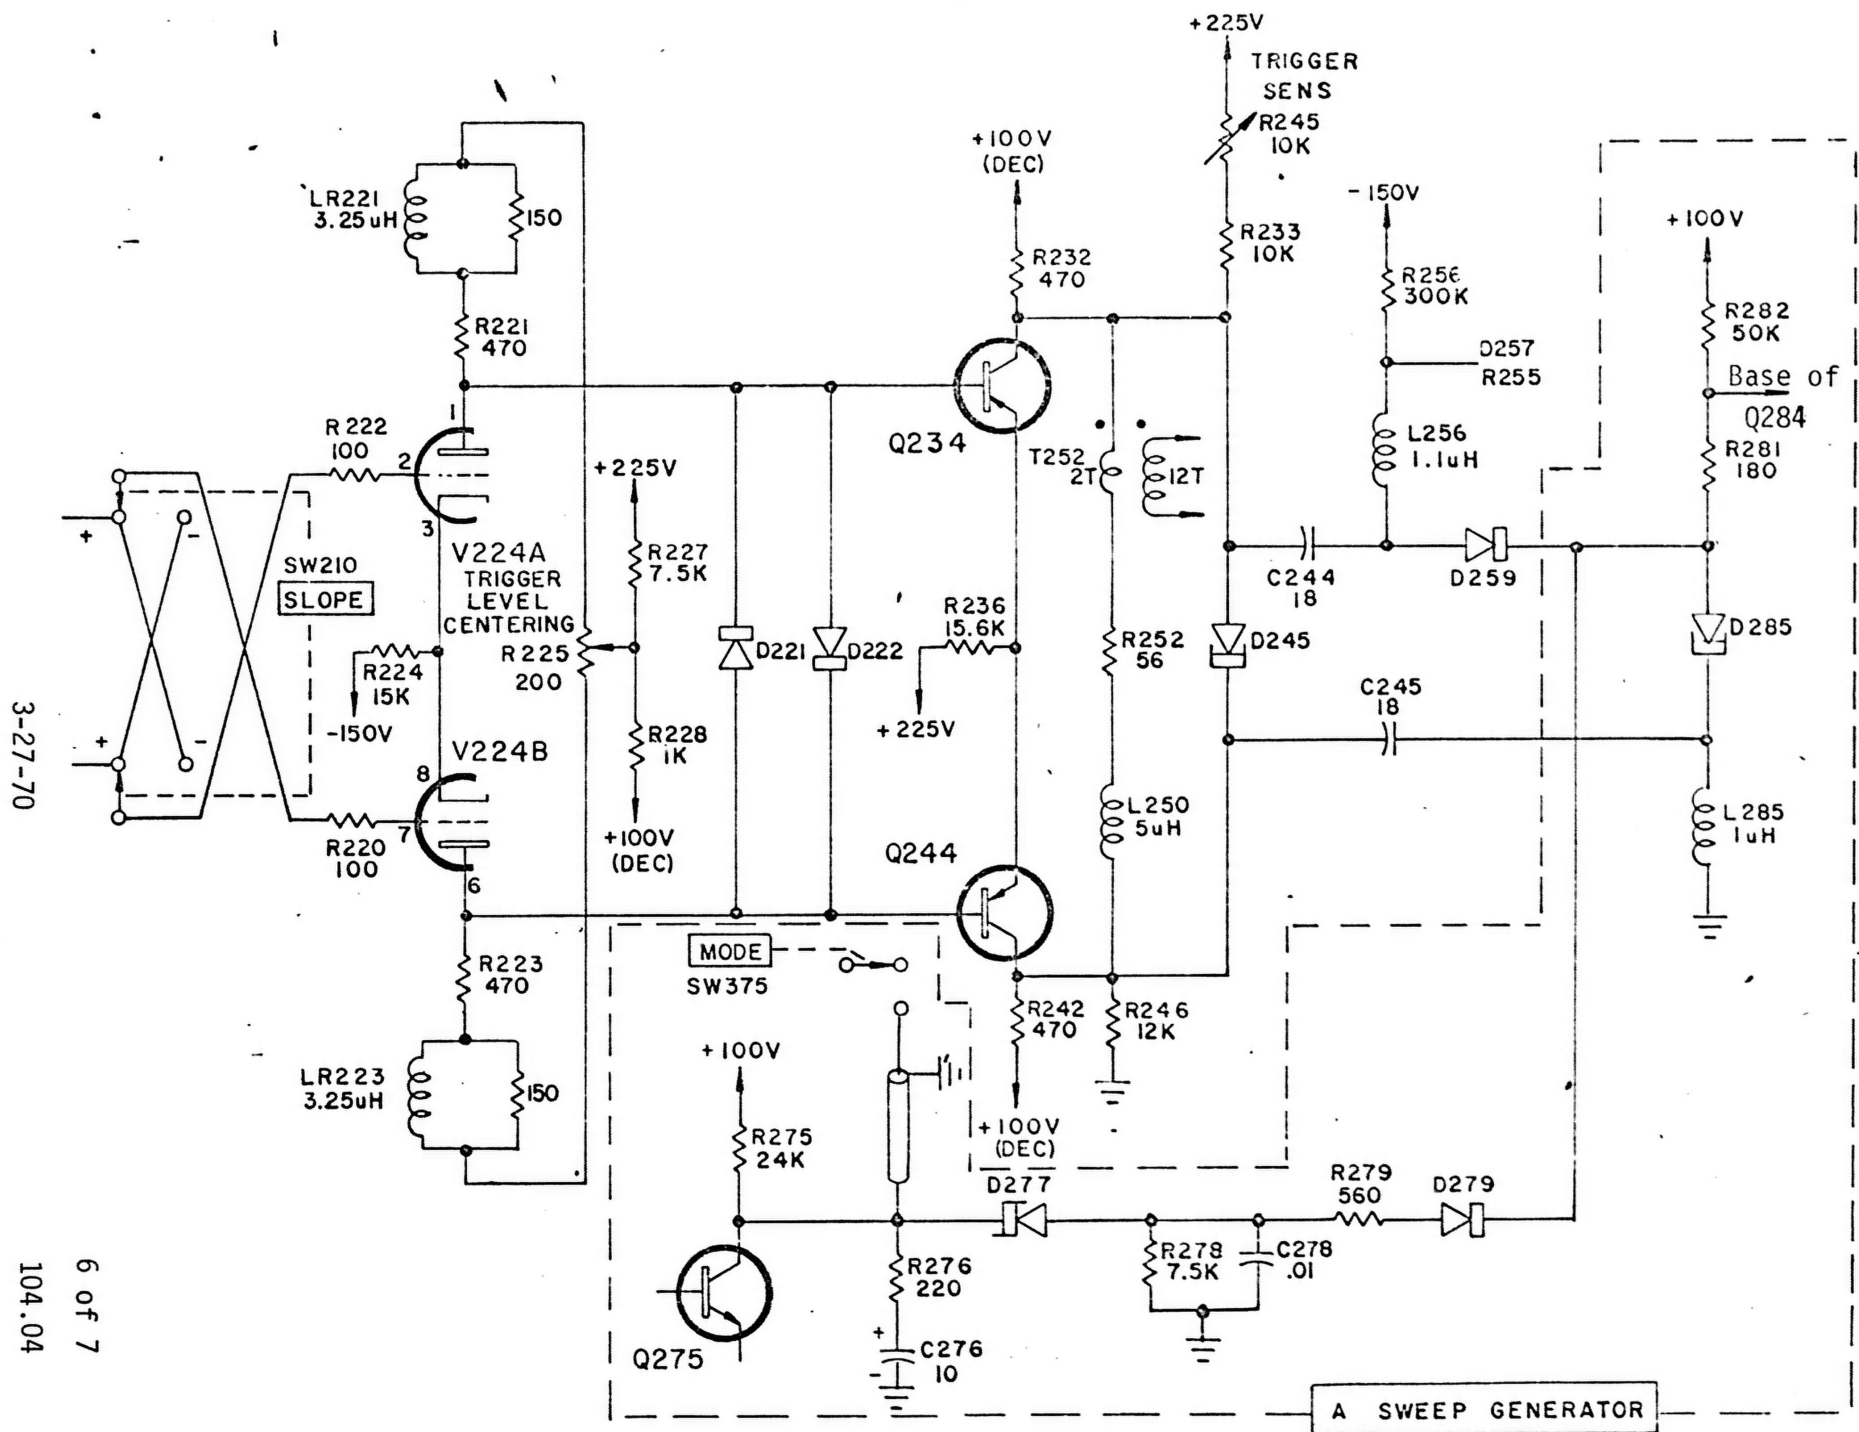 +225V
TRIGGER
SENS
R245
10K
+100V
(DEC)
LR221
3.25uH
150
-150V
+100V
R233
10K
R232
470
R256
300K
R221
470
R282
50K
D257
R255
Base of
Q284
1
R222
100
2
Q234
T252
2T
12T
L256
1.1uH
R281
180
+225V
+
-
3
V224A
TRIGGER
LEVEL
CENTERING
R225
200
SW210
SLOPE
R227
7.5K
C244
18
D259
R236
15.6K
D221
D222
R252
56
D245
D285
R224
15K
-150V
C245
18
+225V
+
-
V224B
8
R228
1K
+100V
(DEC)
L250
5uH
L285
1uH
7
R220
100
6
Q244
MODE
SW375
R223
470
R242
470
R246
12K
LR223
3.25uH
150
+100V
+100V
(DEC)
R275
24K
D277
R279
560
D279
R276
220
R278
7.5K
C278
.01
Q275
+
-
C276
10
A SWEEP GENERATOR
3-27-70
6 of 7
104.04